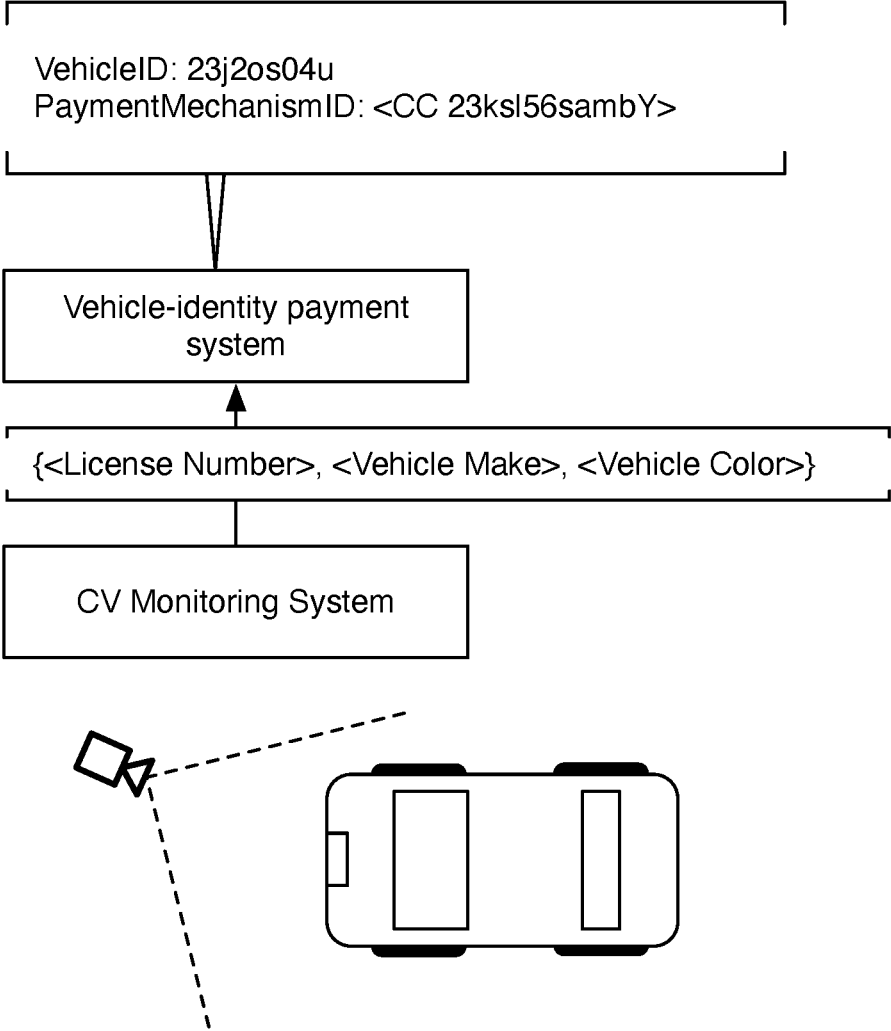 VehicleID: 23j2os04u
PaymentMechanismID: <CC 23ksl56sambY>
Vehicle-identity payment
system
{<License Number>, <Vehicle Make>, <Vehicle Color>}
CV Monitoring System